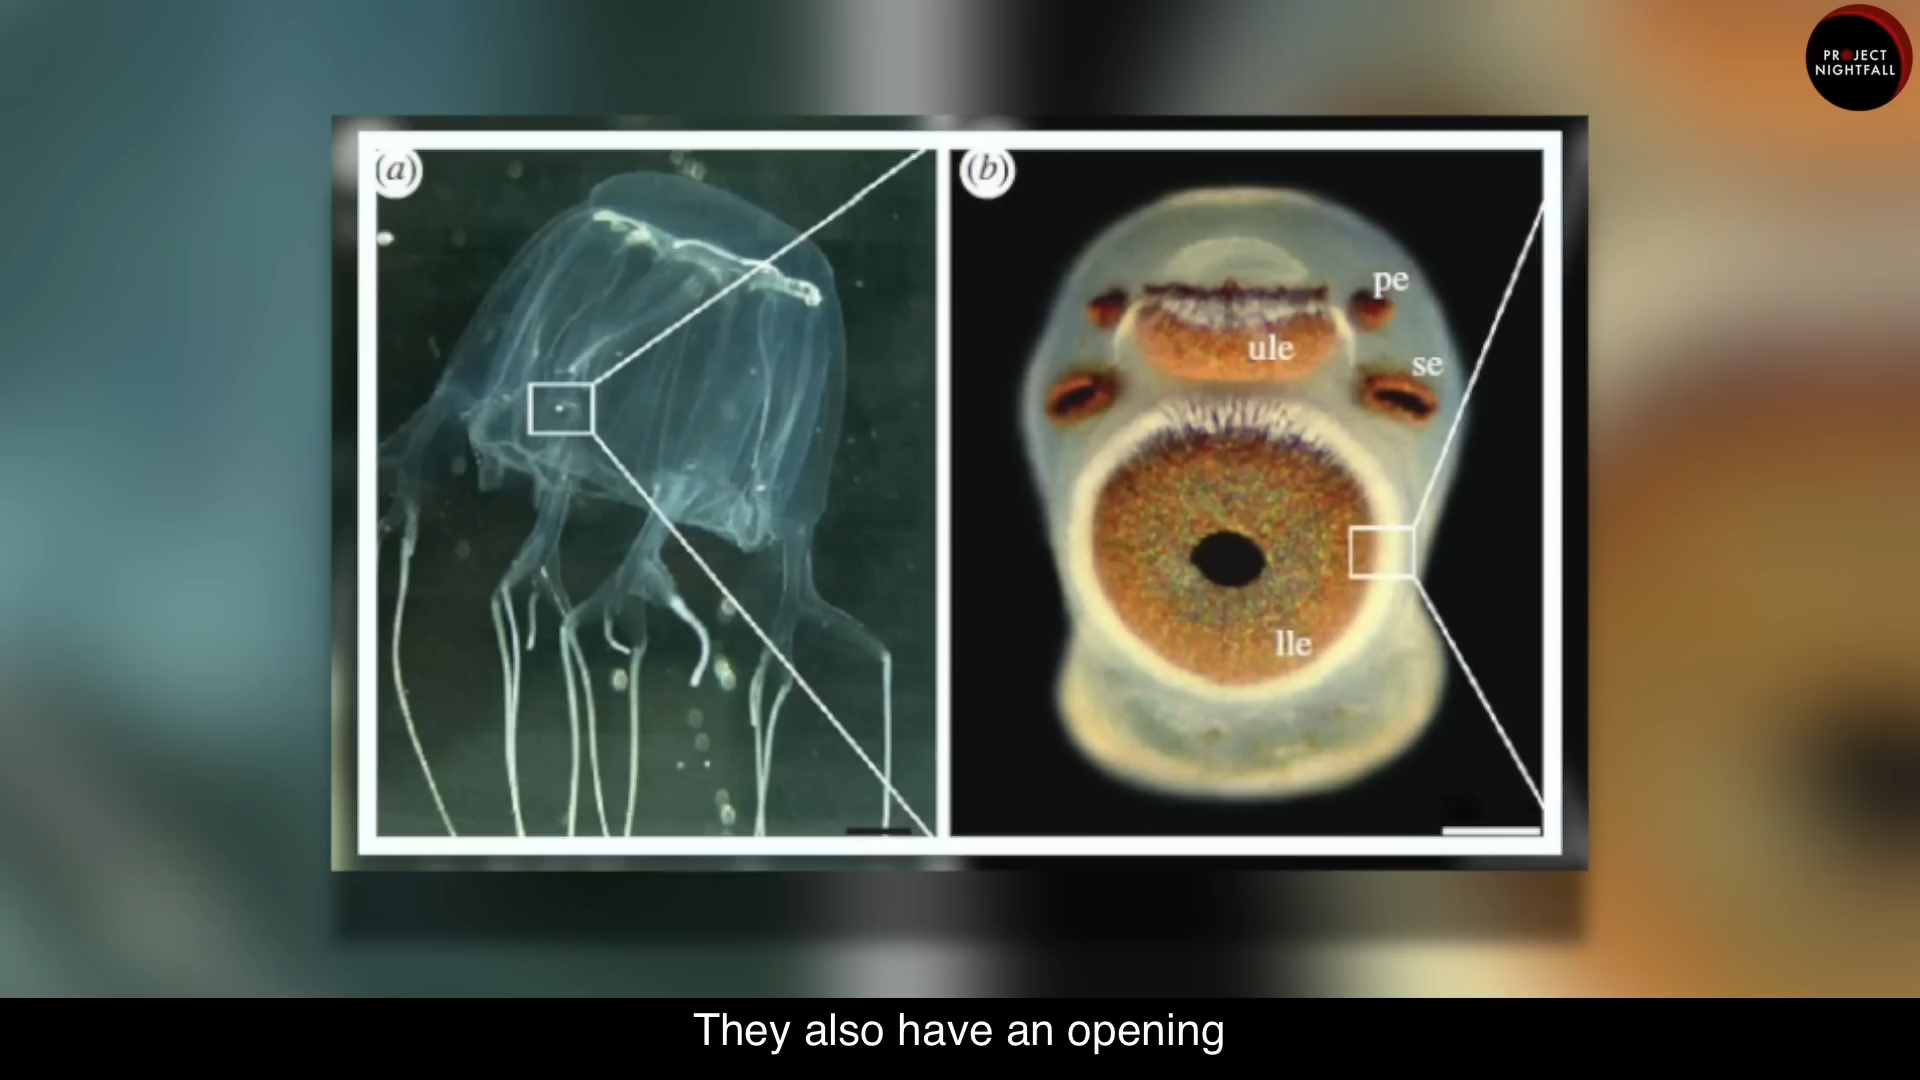 PROJECT
NIGHTFALL
(a)
(b)
pe
ule
se
lle
They also have an opening